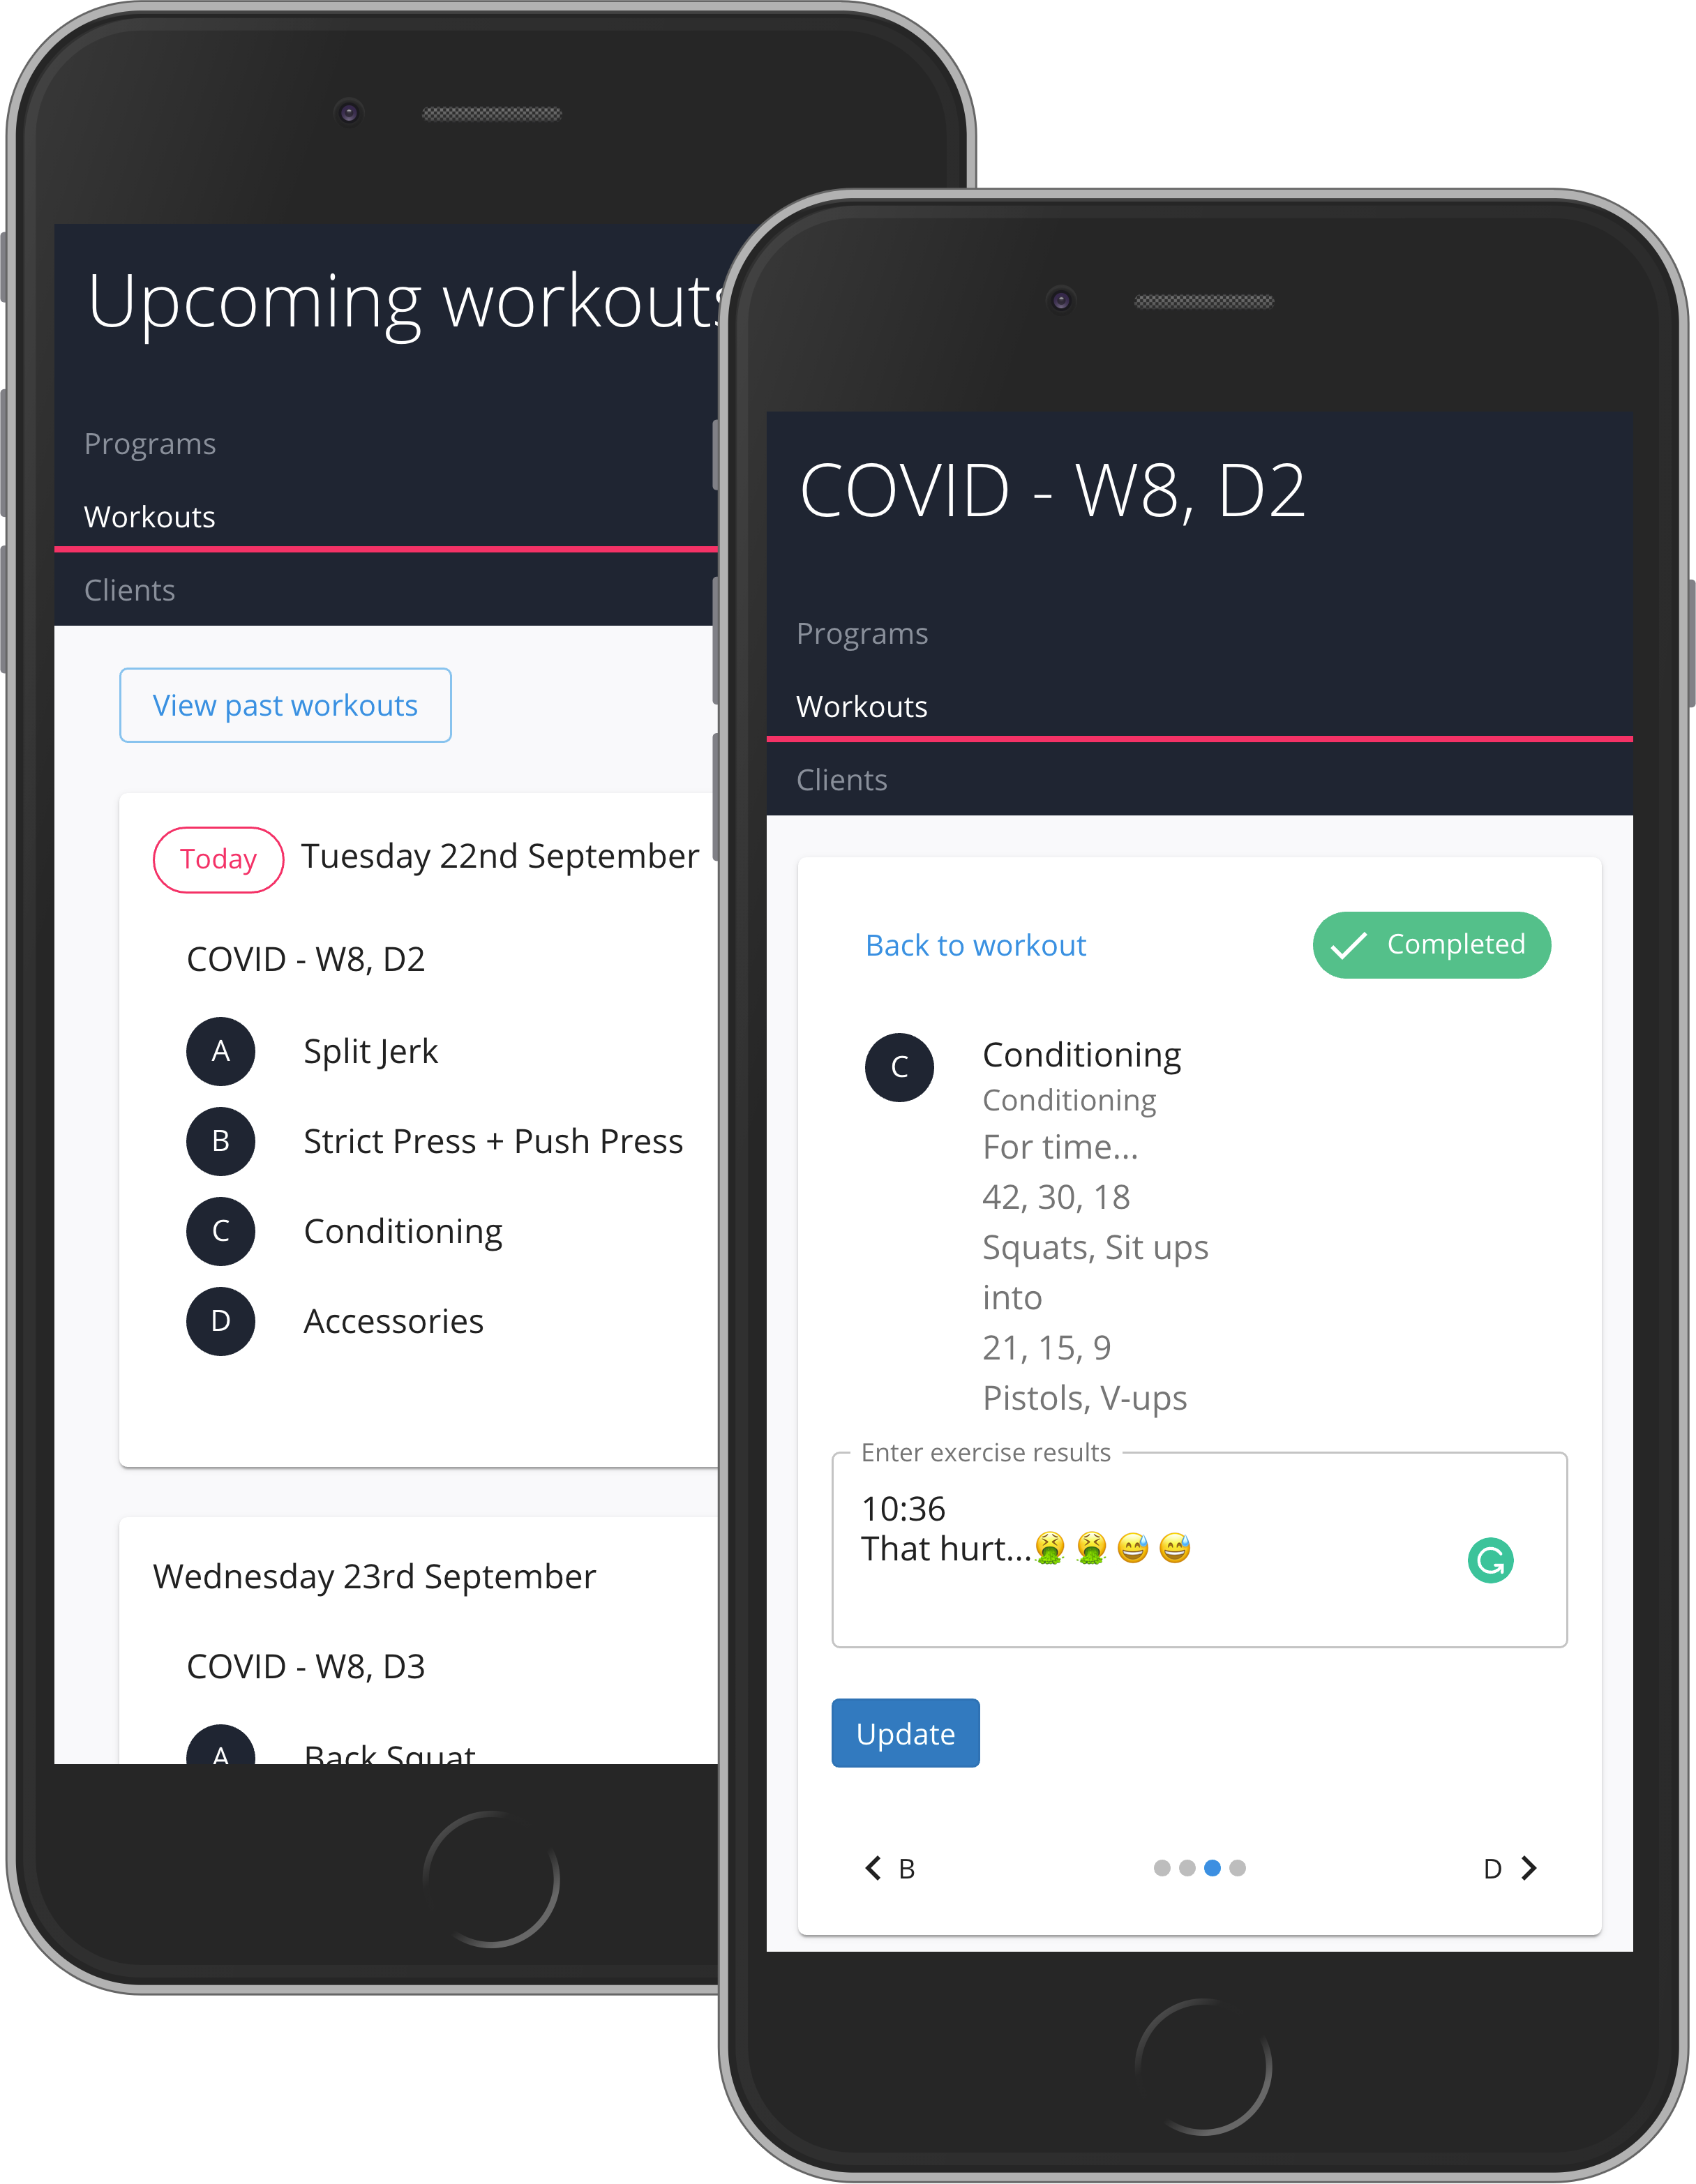 Upcoming workouts
Programs
Workouts
Clients
View past workouts
Today Tuesday 22nd September
COVID - W8, D2
A Split Jerk
B Strict Press + Push Press
C Conditioning
D Accessories
Wednesday 23rd September
COVID - W8, D3
A Back Squat
COVID - W8, D2
Programs
Workouts
Clients
Back to workout Completed
C Conditioning
Conditioning
For time...
42, 30, 18
Squats, Sit ups
into
21, 15, 9
Pistols, V-ups
Enter exercise results
10:36
That hurt...🤮 🤮 😅 😅
Update
B D